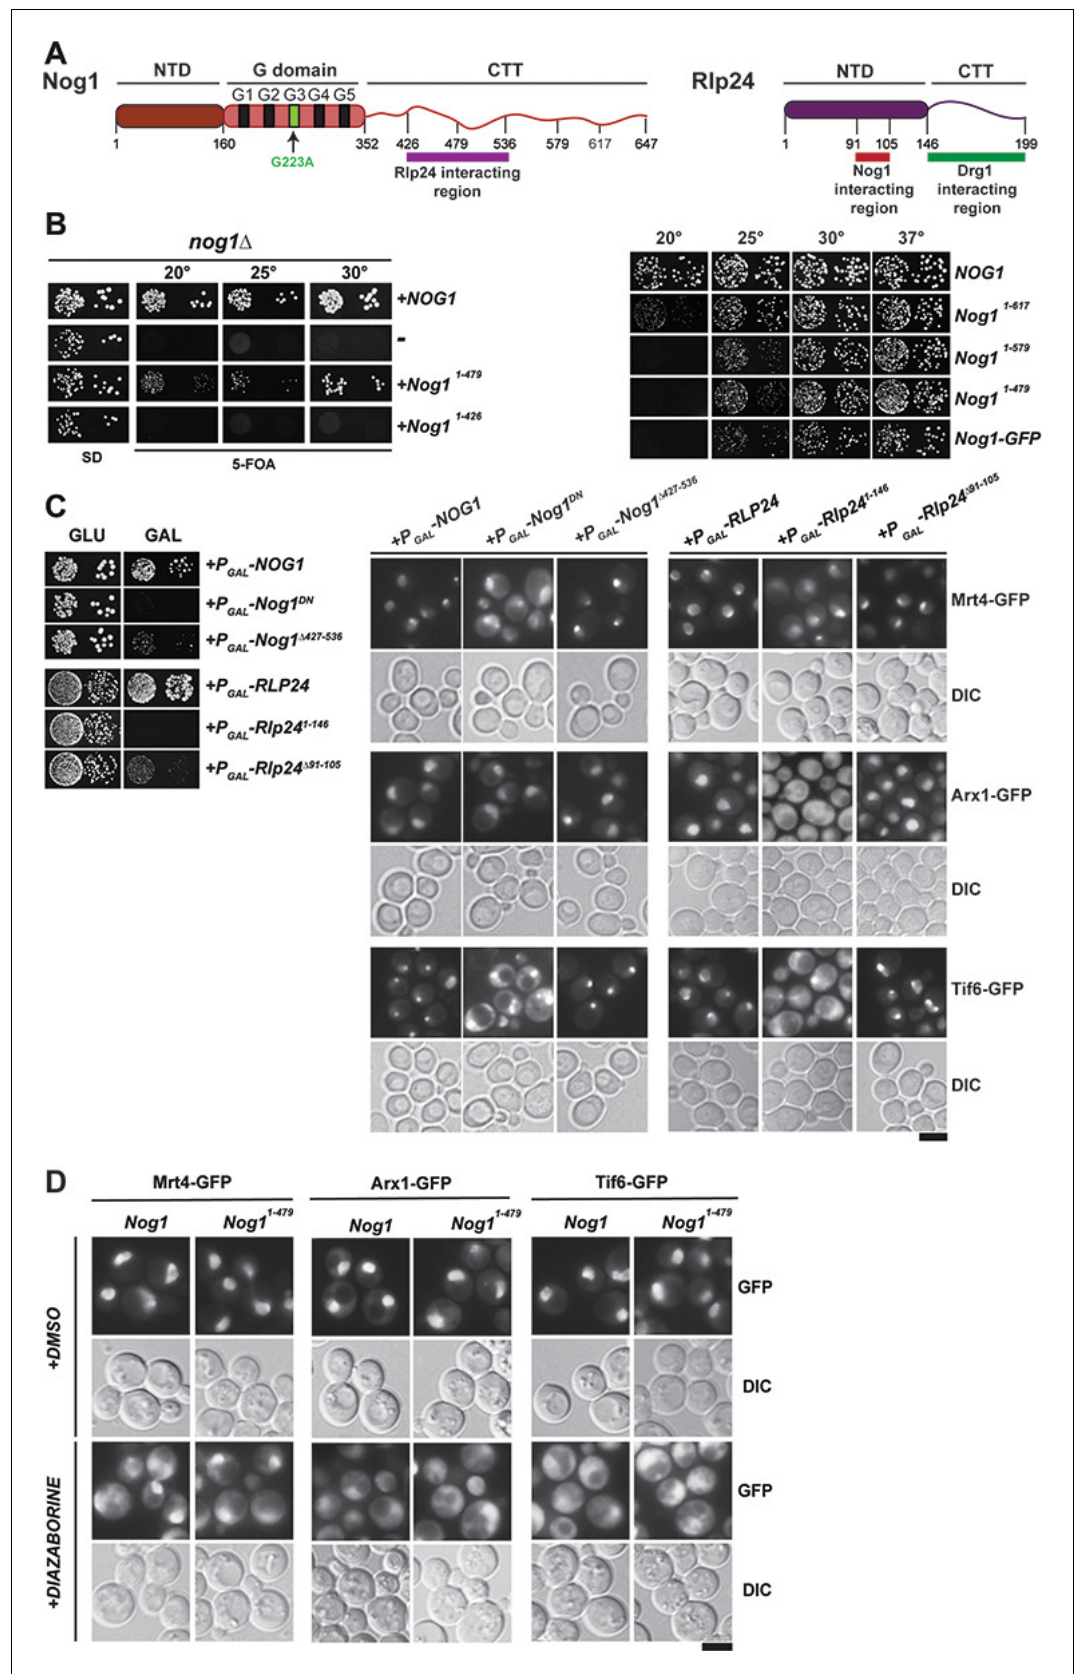 A
Nog1
NTD
G domain
CTT
G1 G2 G3 G4 G5
1
160
352
426
479
536
579
617
647
G223A
Rlp24 interacting
region
Rlp24
NTD
CTT
1
91
105
146
199
Nog1
interacting
region
Drg1
interacting
region
B
nog1Δ
20° 25° 30°
+NOG1
-
+Nog1 1-479
+Nog1 1-426
SD
5-FOA
20° 25° 30° 37°
NOG1
Nog1 1-617
Nog1 1-579
Nog1 1-479
Nog1-GFP
C
GLU GAL
+PGAL-NOG1
+PGAL-Nog1DN
+PGAL-Nog1Δ427-536
+PGAL-RLP24
+PGAL-Rlp241-146
+PGAL-Rlp24Δ91-105
+PGAL-NOG1
+PGAL-Nog1DN
+PGAL-Nog1Δ427-536
+PGAL-RLP24
+PGAL-Rlp241-146
+PGAL-Rlp24Δ91-105
Mrt4-GFP
DIC
Arx1-GFP
DIC
Tif6-GFP
DIC
D
Mrt4-GFP
Arx1-GFP
Tif6-GFP
Nog1 Nog1 1-479 Nog1 Nog1 1-479 Nog1 Nog1 1-479
+DMSO
GFP
DIC
+DIAZABORINE
GFP
DIC